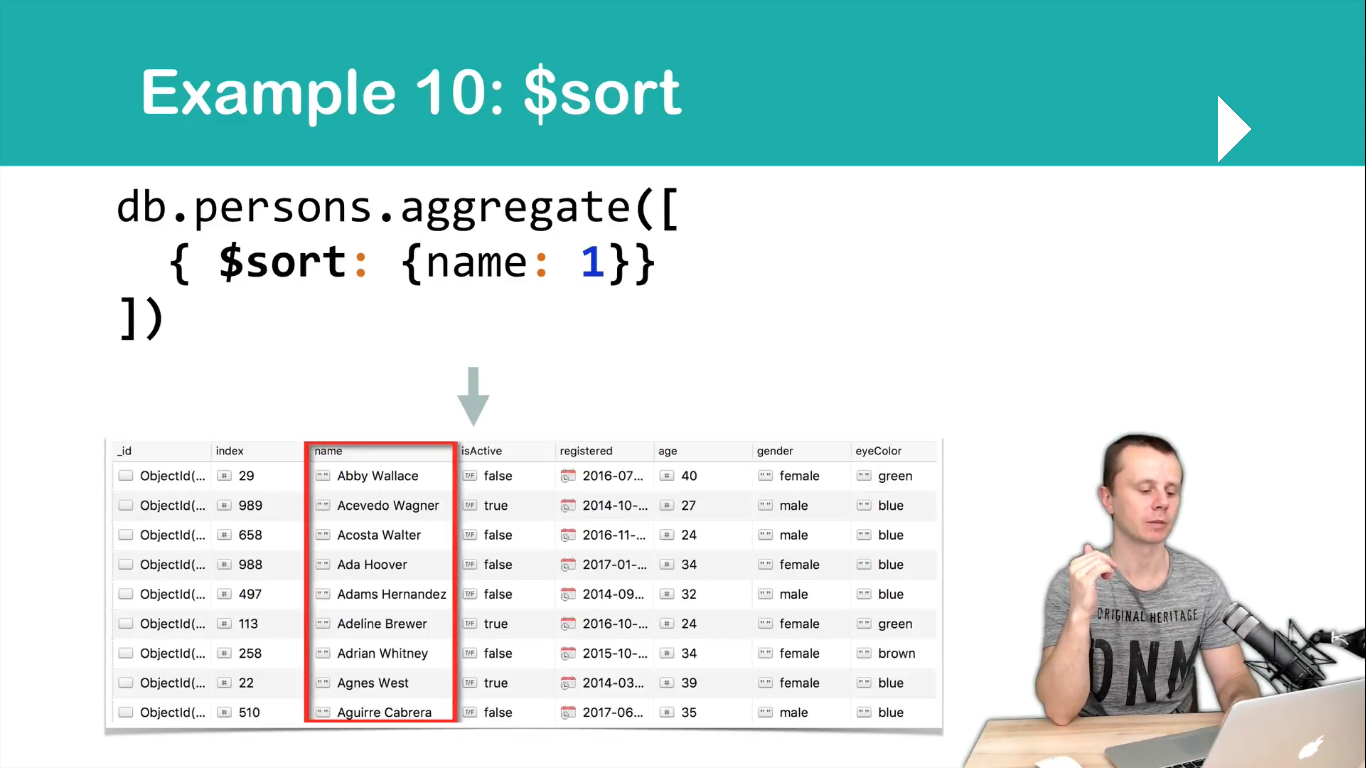 Example 10: $sort
db.persons.aggregate([
{ $sort: {name: 1}}
])
_id index name isActive registered age gender eyeColor
ObjectId(... # 29 "" Abby Wallace T/F false 2016-07... # 40 "" female "" green
ObjectId(... # 989 "" Acevedo Wagner T/F true 2014-10-... # 27 "" male "" blue
ObjectId(... # 658 "" Acosta Walter T/F false 2016-11-... # 24 "" male "" blue
ObjectId(... # 988 "" Ada Hoover T/F false 2017-01-... # 34 "" female "" blue
ObjectId(... # 497 "" Adams Hernandez T/F false 2014-09... # 32 "" male "" blue
ObjectId(... # 113 "" Adeline Brewer T/F true 2016-10-... # 24 "" female "" green
ObjectId(... # 258 "" Adrian Whitney T/F false 2015-10-... # 34 "" female "" brown
ObjectId(... # 22 "" Agnes West T/F true 2014-03... # 39 "" female "" blue
ObjectId(... # 510 "" Aguirre Cabrera T/F false 2017-06... # 35 "" male "" blue
ORIGINAL HERITAGE
DNM